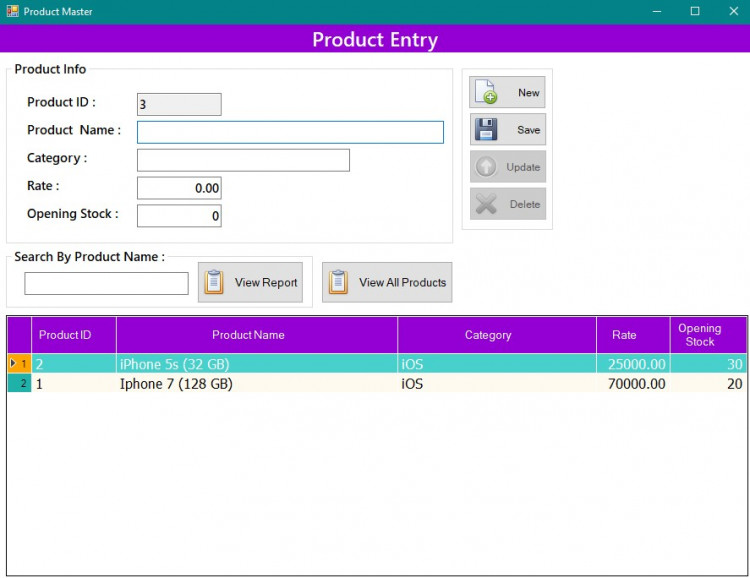 Product Master
Product Entry
Product Info
Product ID : 3
Product Name :
Category :
Rate : 0.00
Opening Stock : 0
New
Save
Update
Delete
Search By Product Name :
View Report
View All Products
Product ID Product Name Category Rate Opening Stock
1 2 iPhone 5s (32 GB) iOS 25000.00 30
2 1 Iphone 7 (128 GB) iOS 70000.00 20